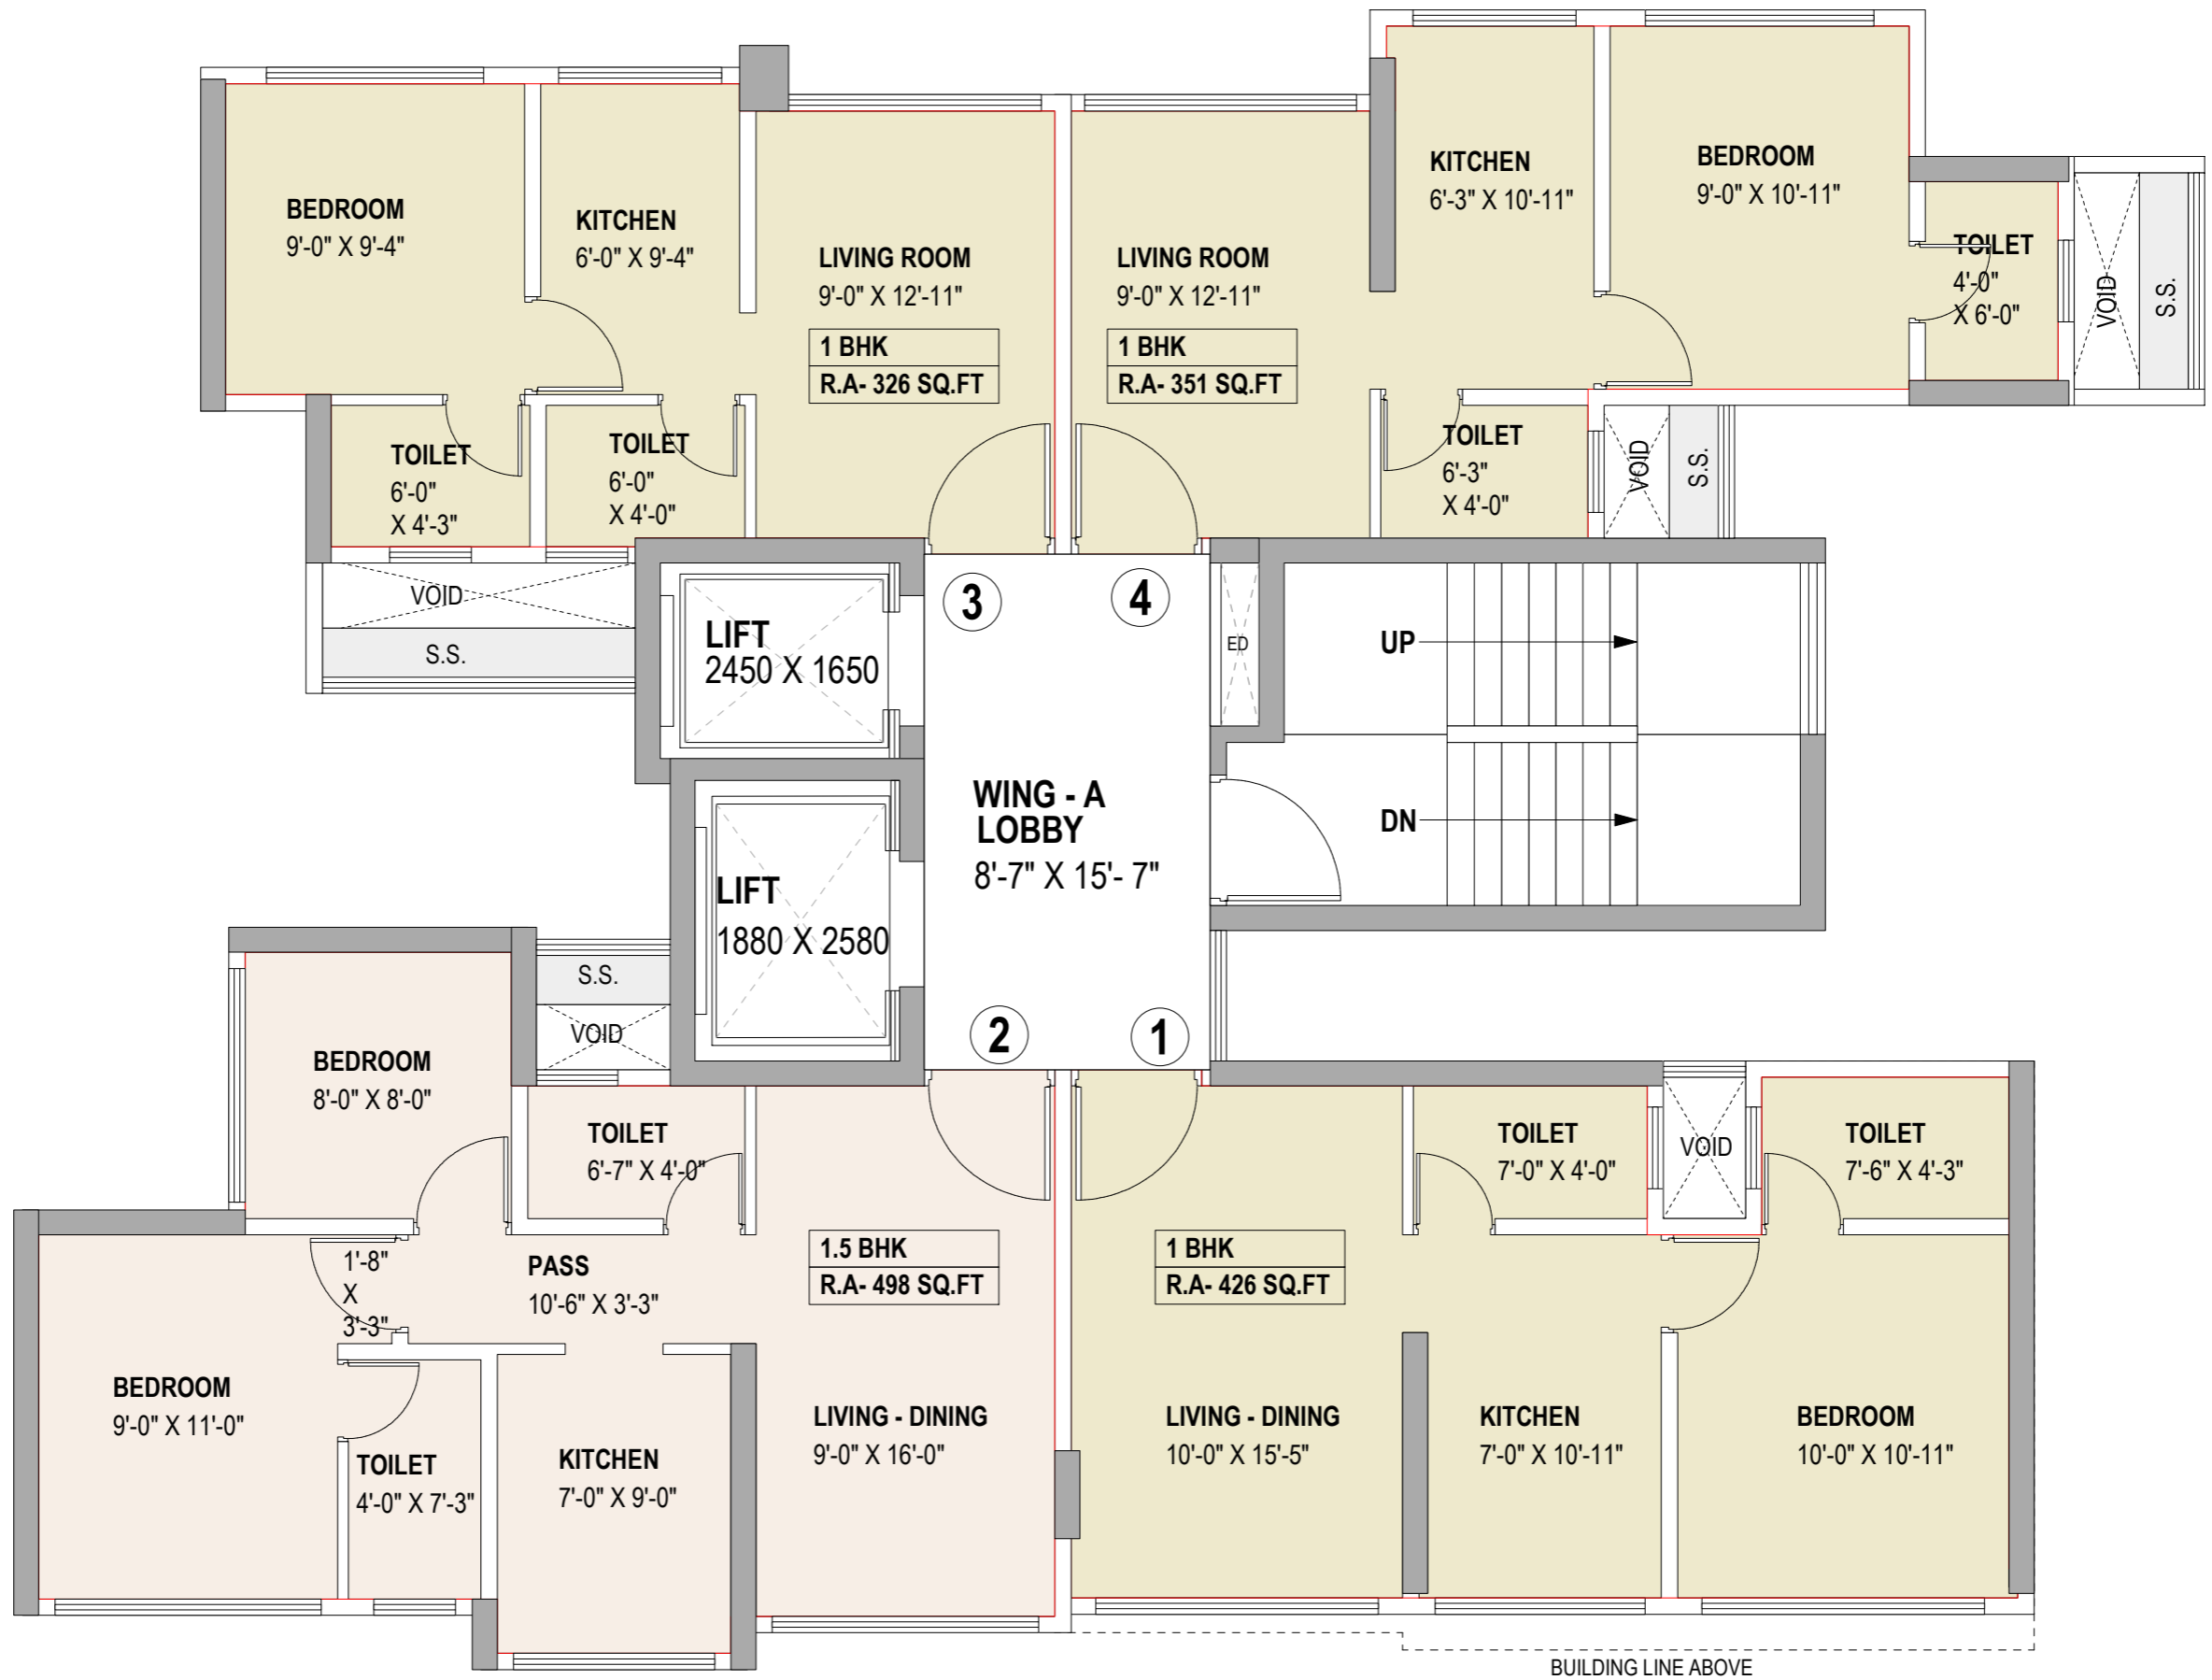 BEDROOM
9'-0" X 9'-4"
KITCHEN
6'-0" X 9'-4"
LIVING ROOM
9'-0" X 12'-11"
1 BHK
R.A- 326 SQ.FT
LIVING ROOM
9'-0" X 12'-11"
1 BHK
R.A- 351 SQ.FT
KITCHEN
6'-3" X 10'-11"
BEDROOM
9'-0" X 10'-11"
TOILET
4'-0"
X 6'-0"
VOID
S.S.
TOILET
6'-0"
X 4'-3"
TOILET
6'-0"
X 4'-0"
TOILET
6'-3"
X 4'-0"
VOID
S.S.
VOID
S.S.
LIFT
2450 X 1650
3
4
ED
UP
DN
WING - A
LOBBY
8'-7" X 15'- 7"
LIFT
1880 X 2580
2
1
S.S.
VOID
BEDROOM
8'-0" X 8'-0"
TOILET
6'-7" X 4'-0"
1'-8"
X
3'-3"
PASS
10'-6" X 3'-3"
1.5 BHK
R.A- 498 SQ.FT
BEDROOM
9'-0" X 11'-0"
TOILET
4'-0" X 7'-3"
KITCHEN
7'-0" X 9'-0"
LIVING - DINING
9'-0" X 16'-0"
TOILET
7'-0" X 4'-0"
VOID
TOILET
7'-6" X 4'-3"
1 BHK
R.A- 426 SQ.FT
LIVING - DINING
10'-0" X 15'-5"
KITCHEN
7'-0" X 10'-11"
BEDROOM
10'-0" X 10'-11"
BUILDING LINE ABOVE